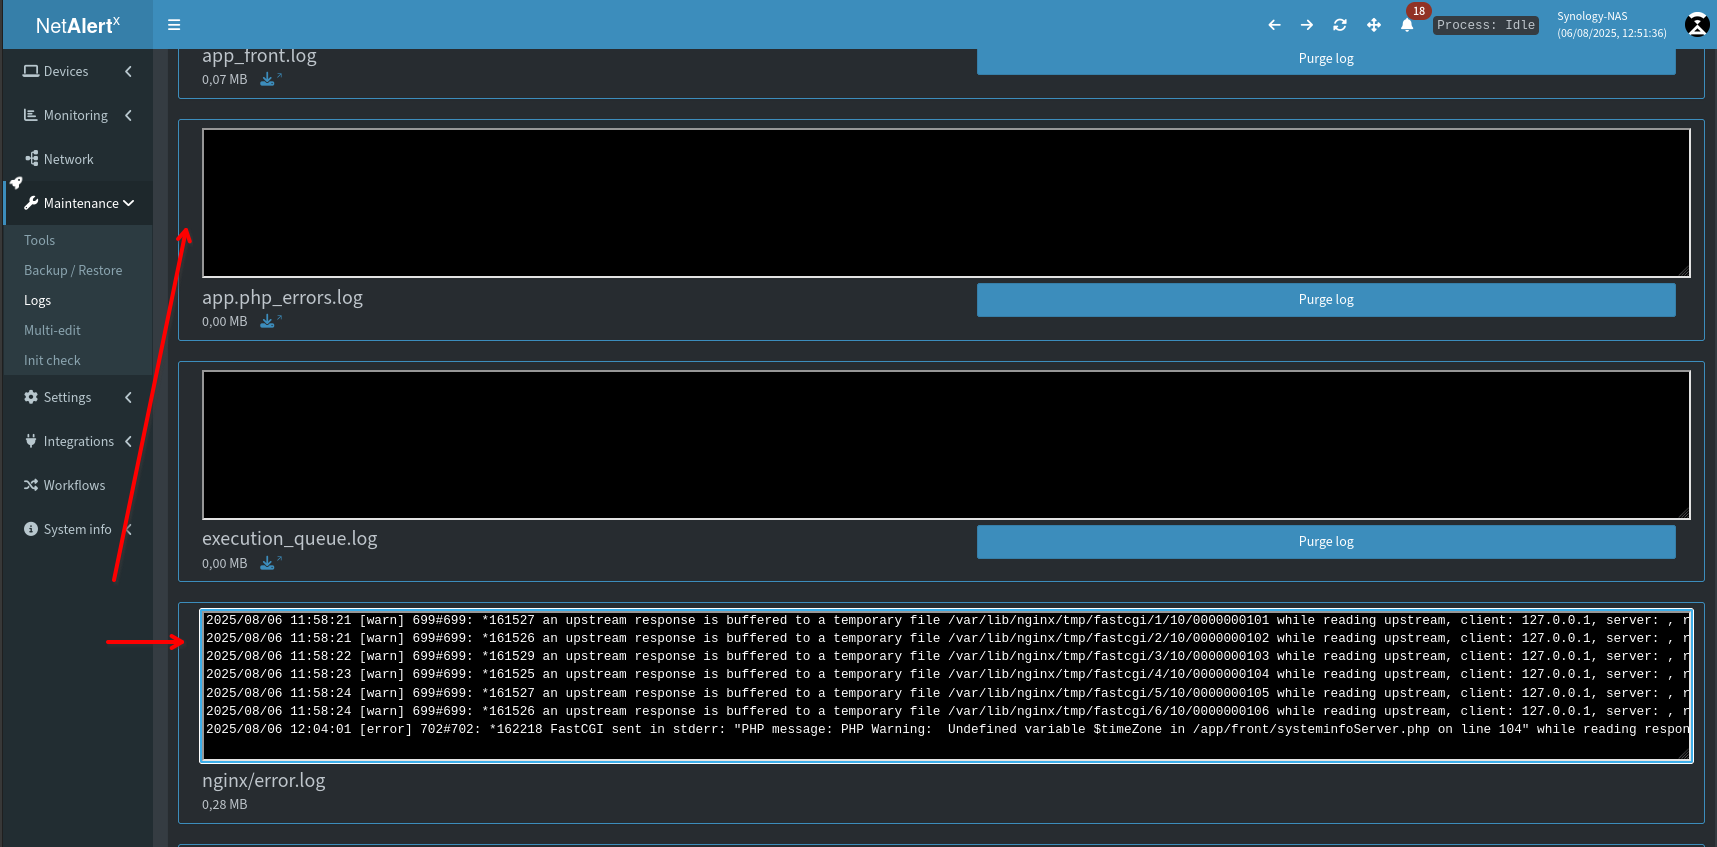 NetAlertX
18
Process: Idle
Synology-NAS
(06/08/2025, 12:51:36)
Devices
Monitoring
Network
Maintenance
Tools
Backup / Restore
Logs
Multi-edit
Init check
Settings
Integrations
Workflows
System info
app_front.log
0,07 MB
Purge log
app.php_errors.log
0,00 MB
Purge log
execution_queue.log
0,00 MB
Purge log
2025/08/06 11:58:21 [warn] 699#699: *161527 an upstream response is buffered to a temporary file /var/lib/nginx/tmp/fastcgi/1/10/0000000101 while reading upstream, client: 127.0.0.1, server: , r
2025/08/06 11:58:21 [warn] 699#699: *161526 an upstream response is buffered to a temporary file /var/lib/nginx/tmp/fastcgi/2/10/0000000102 while reading upstream, client: 127.0.0.1, server: , r
2025/08/06 11:58:22 [warn] 699#699: *161529 an upstream response is buffered to a temporary file /var/lib/nginx/tmp/fastcgi/3/10/0000000103 while reading upstream, client: 127.0.0.1, server: , r
2025/08/06 11:58:23 [warn] 699#699: *161525 an upstream response is buffered to a temporary file /var/lib/nginx/tmp/fastcgi/4/10/0000000104 while reading upstream, client: 127.0.0.1, server: , r
2025/08/06 11:58:24 [warn] 699#699: *161527 an upstream response is buffered to a temporary file /var/lib/nginx/tmp/fastcgi/5/10/0000000105 while reading upstream, client: 127.0.0.1, server: , r
2025/08/06 11:58:24 [warn] 699#699: *161526 an upstream response is buffered to a temporary file /var/lib/nginx/tmp/fastcgi/6/10/0000000106 while reading upstream, client: 127.0.0.1, server: , r
2025/08/06 12:04:01 [error] 702#702: *162218 FastCGI sent in stderr: "PHP message: PHP Warning:  Undefined variable $timeZone in /app/front/systeminfoServer.php on line 104" while reading respon
nginx/error.log
0,28 MB